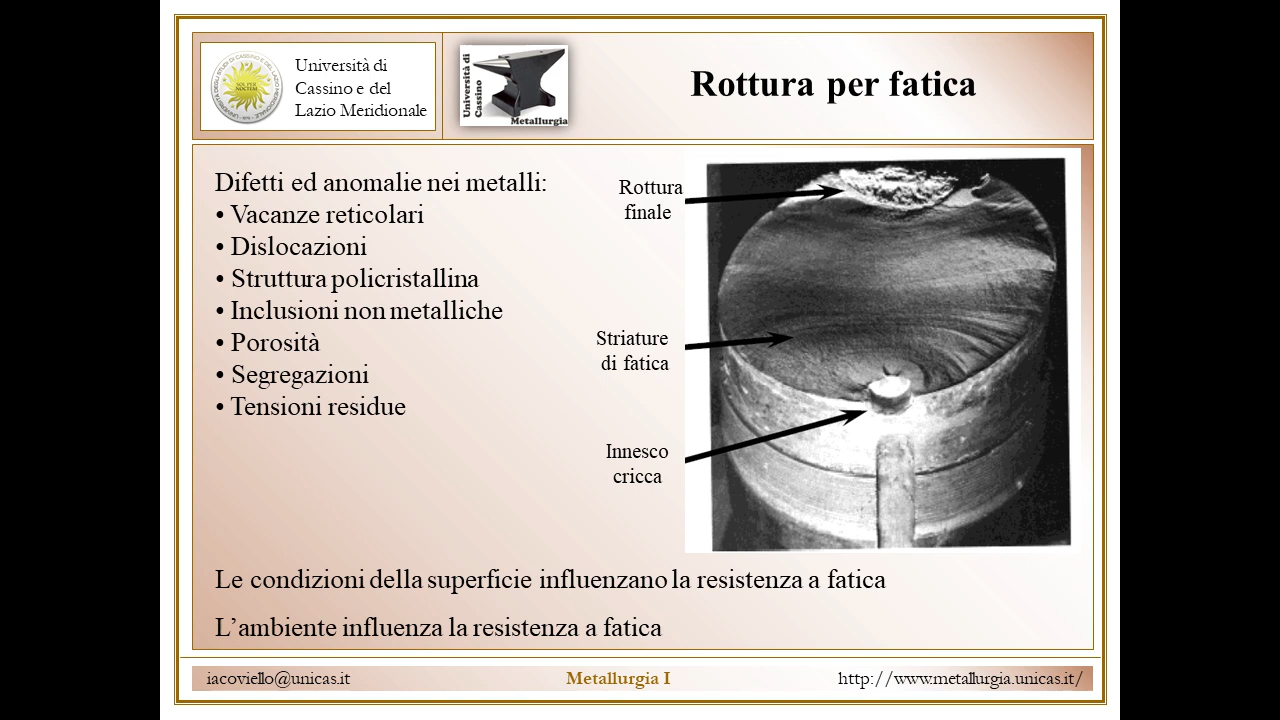 Università di
Cassino e del
Lazio Meridionale
Università di
Cassino
Metallurgia
Rottura per fatica
Difetti ed anomalie nei metalli:
• Vacanze reticolari
• Dislocazioni
• Struttura policristallina
• Inclusioni non metalliche
• Porosità
• Segregazioni
• Tensioni residue
Rottura
finale
Striature
di fatica
Innesco
cricca
Le condizioni della superficie influenzano la resistenza a fatica
L’ambiente influenza la resistenza a fatica
iacoviello@unicas.it
Metallurgia I
http://www.metallurgia.unicas.it/